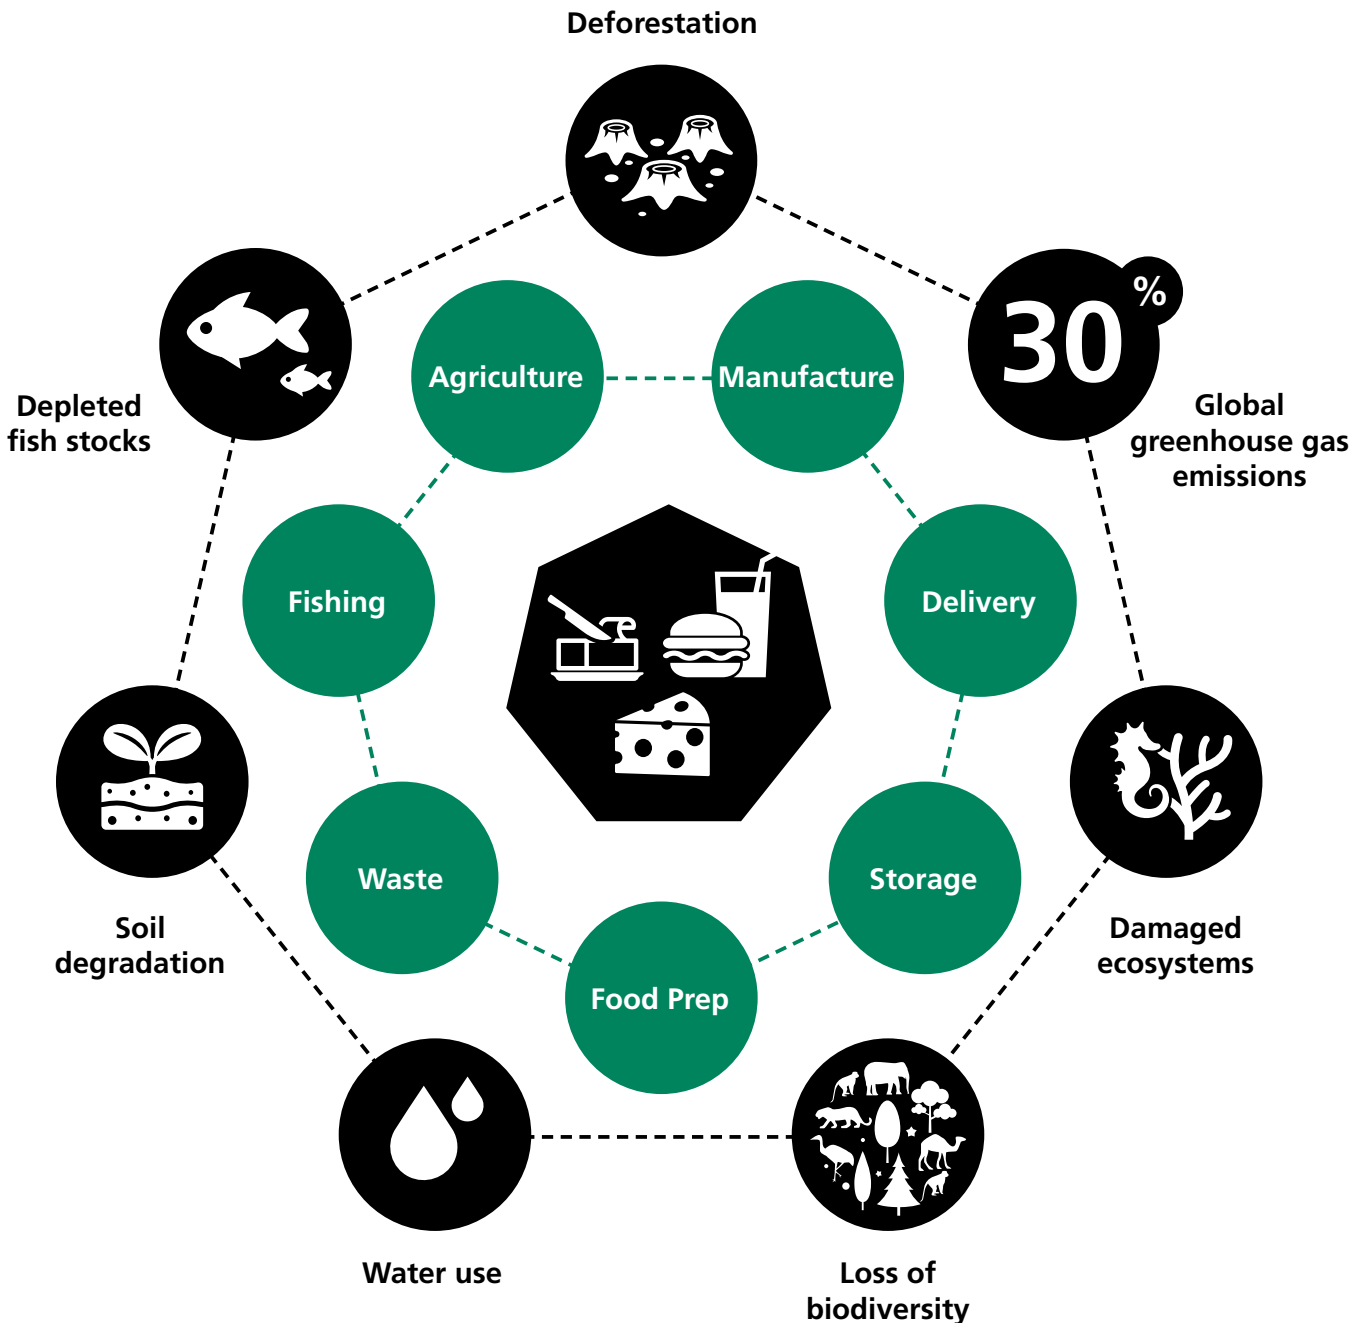 Deforestation
30%
Agriculture
Manufacture
Depleted
fish stocks
Global
greenhouse gas
emissions
Fishing
Delivery
Waste
Storage
Soil
degradation
Damaged
ecosystems
Food Prep
Water use
Loss of
biodiversity